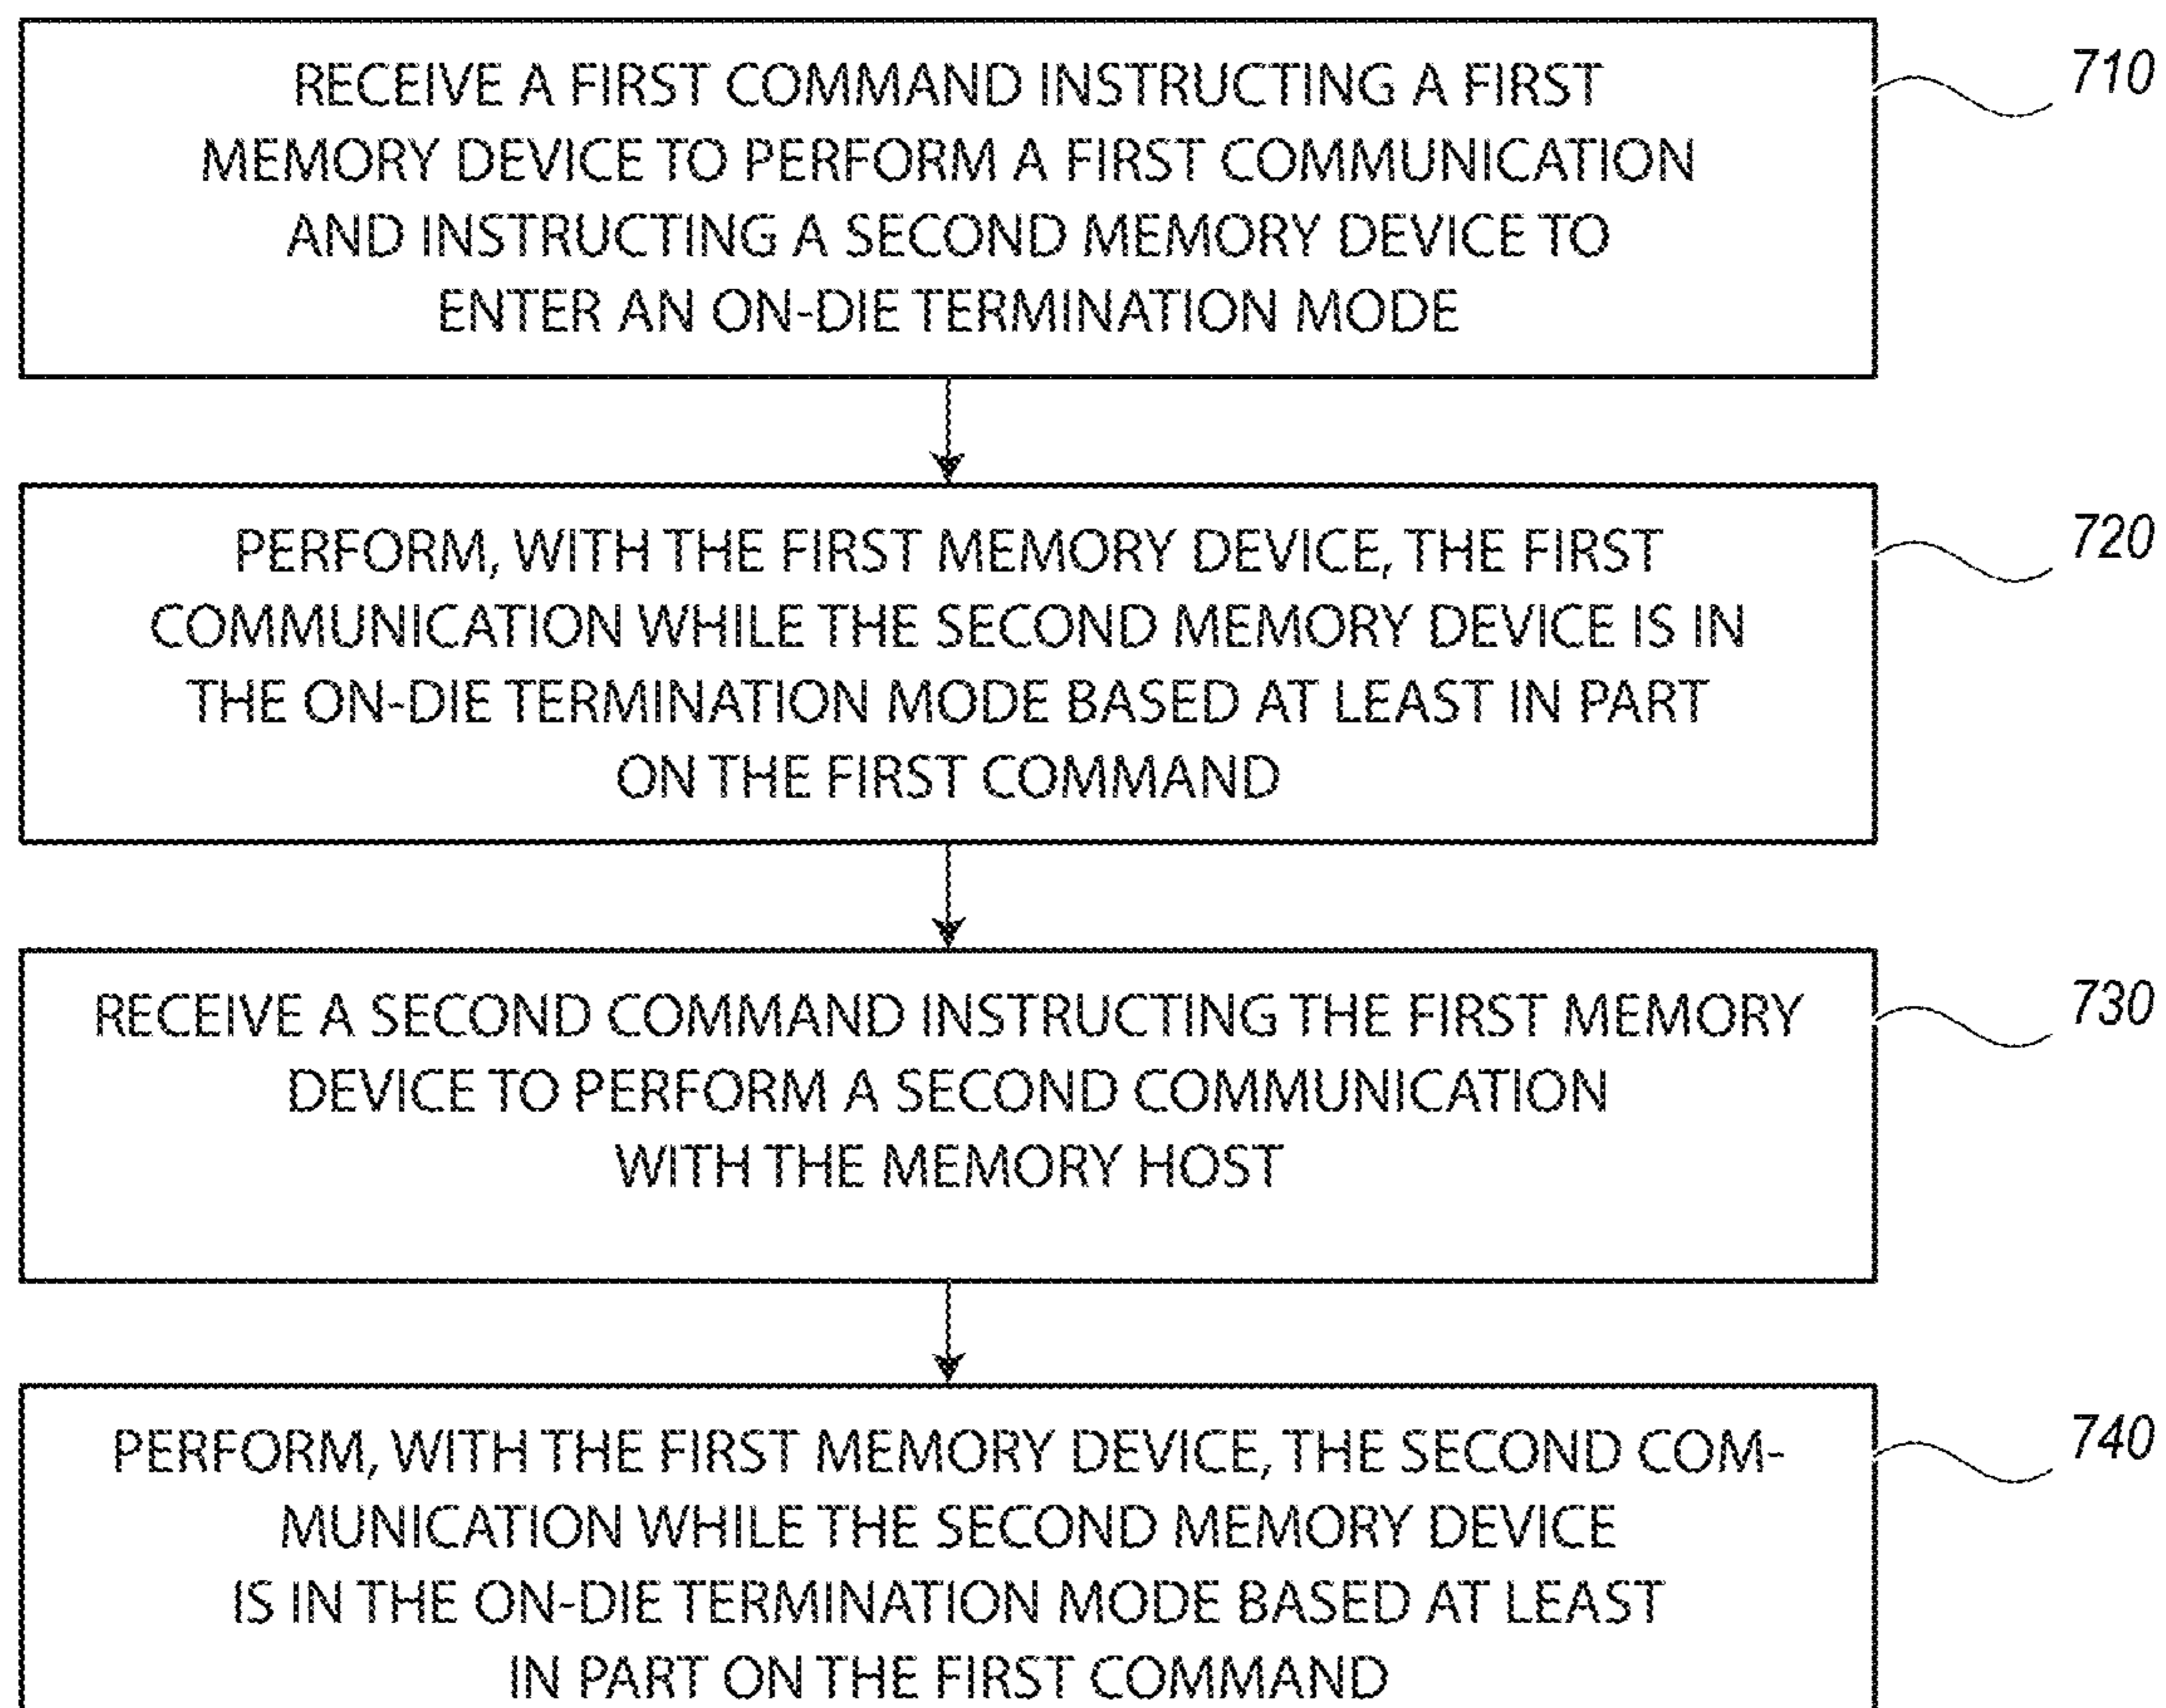 RECEIVE A FIRST COMMAND INSTRUCTING A FIRST
MEMORY DEVICE TO PERFORM A FIRST COMMUNICATION
AND INSTRUCTING A SECOND MEMORY DEVICE TO
ENTER AN ON-DIE TERMINATION MODE
710
PERFORM, WITH THE FIRST MEMORY DEVICE, THE FIRST
COMMUNICATION WHILE THE SECOND MEMORY DEVICE IS IN
THE ON-DIE TERMINATION MODE BASED AT LEAST IN PART
ON THE FIRST COMMAND
720
RECEIVE A SECOND COMMAND INSTRUCTING THE FIRST MEMORY
DEVICE TO PERFORM A SECOND COMMUNICATION
WITH THE MEMORY HOST
730
PERFORM, WITH THE FIRST MEMORY DEVICE, THE SECOND COM-
MUNICATION WHILE THE SECOND MEMORY DEVICE
IS IN THE ON-DIE TERMINATION MODE BASED AT LEAST
IN PART ON THE FIRST COMMAND
740